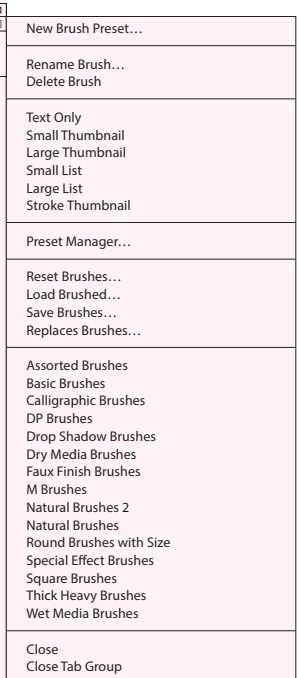 New Brush Preset…
Rename Brush…
Delete Brush
Text Only
Small Thumbnail
Large Thumbnail
Small List
Large List
Stroke Thumbnail
Preset Manager…
Reset Brushes…
Load Brushed…
Save Brushes…
Replaces Brushes…
Assorted Brushes
Basic Brushes
Calligraphic Brushes
DP Brushes
Drop Shadow Brushes
Dry Media Brushes
Faux Finish Brushes
M Brushes
Natural Brushes 2
Natural Brushes
Round Brushes with Size
Special Effect Brushes
Square Brushes
Thick Heavy Brushes
Wet Media Brushes
Close
Close Tab Group